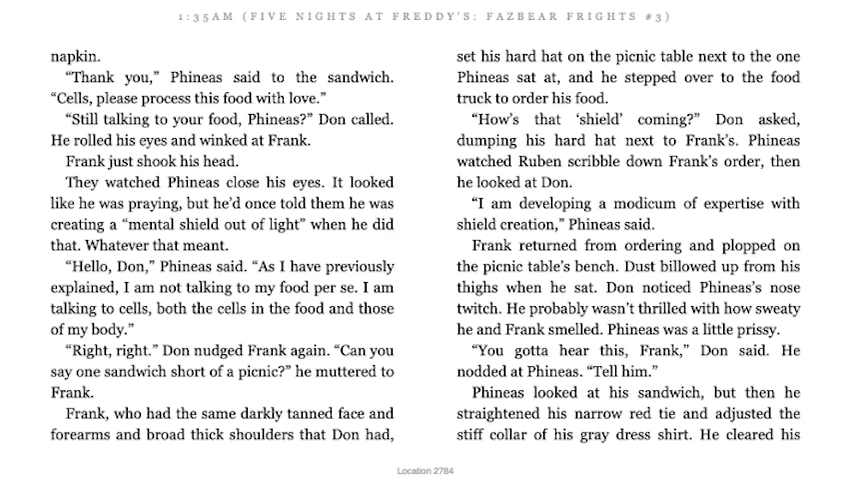 1:35AM (FIVE NIGHTS AT FREDDY'S: FAZBEAR FRIGHTS #3)
napkin.
“Thank you,” Phineas said to the sandwich.
“Cells, please process this food with love.”
“Still talking to your food, Phineas?” Don called.
He rolled his eyes and winked at Frank.
Frank just shook his head.
They watched Phineas close his eyes. It looked
like he was praying, but he’d once told them he was
creating a “mental shield out of light” when he did
that. Whatever that meant.
“Hello, Don,” Phineas said. “As I have previously
explained, I am not talking to my food per se. I am
talking to cells, both the cells in the food and those
of my body.”
“Right, right.” Don nudged Frank again. “Can you
say one sandwich short of a picnic?” he muttered to
Frank.
Frank, who had the same darkly tanned face and
forearms and broad thick shoulders that Don had,
set his hard hat on the picnic table next to the one
Phineas sat at, and he stepped over to the food
truck to order his food.
“How’s that ‘shield’ coming?” Don asked,
dumping his hard hat next to Frank’s. Phineas
watched Ruben scribble down Frank’s order, then
he looked at Don.
“I am developing a modicum of expertise with
shield creation,” Phineas said.
Frank returned from ordering and plopped on
the picnic table’s bench. Dust billowed up from his
thighs when he sat. Don noticed Phineas’s nose
twitch. He probably wasn’t thrilled with how sweaty
he and Frank smelled. Phineas was a little prissy.
“You gotta hear this, Frank,” Don said. He
nodded at Phineas. “Tell him.”
Phineas looked at his sandwich, but then he
straightened his narrow red tie and adjusted the
stiff collar of his gray dress shirt. He cleared his
Location 2784